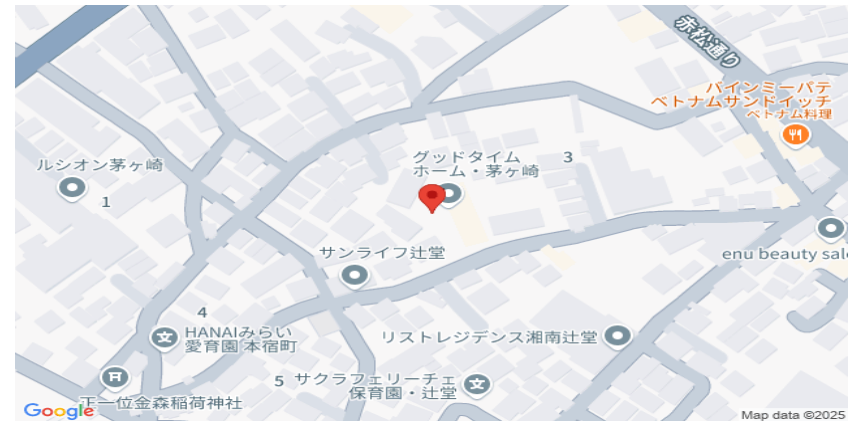 赤松通り
バインミーパテ
ベトナムサンドイッチ
ベトナム料理
グッドタイム
ホーム・茅ヶ崎
3
ルシオン茅ヶ崎
1
サンライフ辻堂
enu beauty sal
4
HANAIみらい
愛育園 本宿町
リストレジデンス湘南辻堂
5
サクラフェリーチェ
保育園・辻堂
正一位金森稲荷神社
Google
Map data ©2025